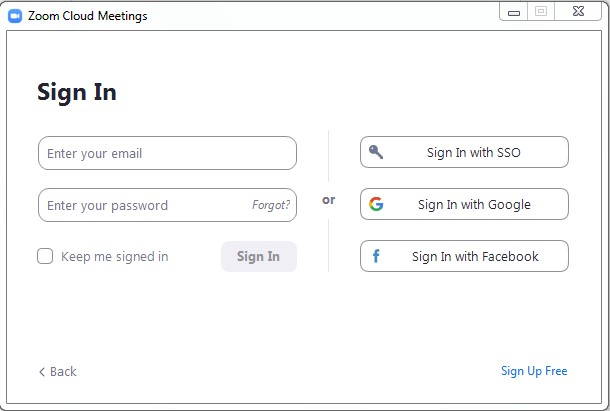 Zoom Cloud Meetings
Sign In
Enter your email
Enter your password Forgot?
Keep me signed in Sign In
or
Sign In with SSO
Sign In with Google
Sign In with Facebook
Back
Sign Up Free